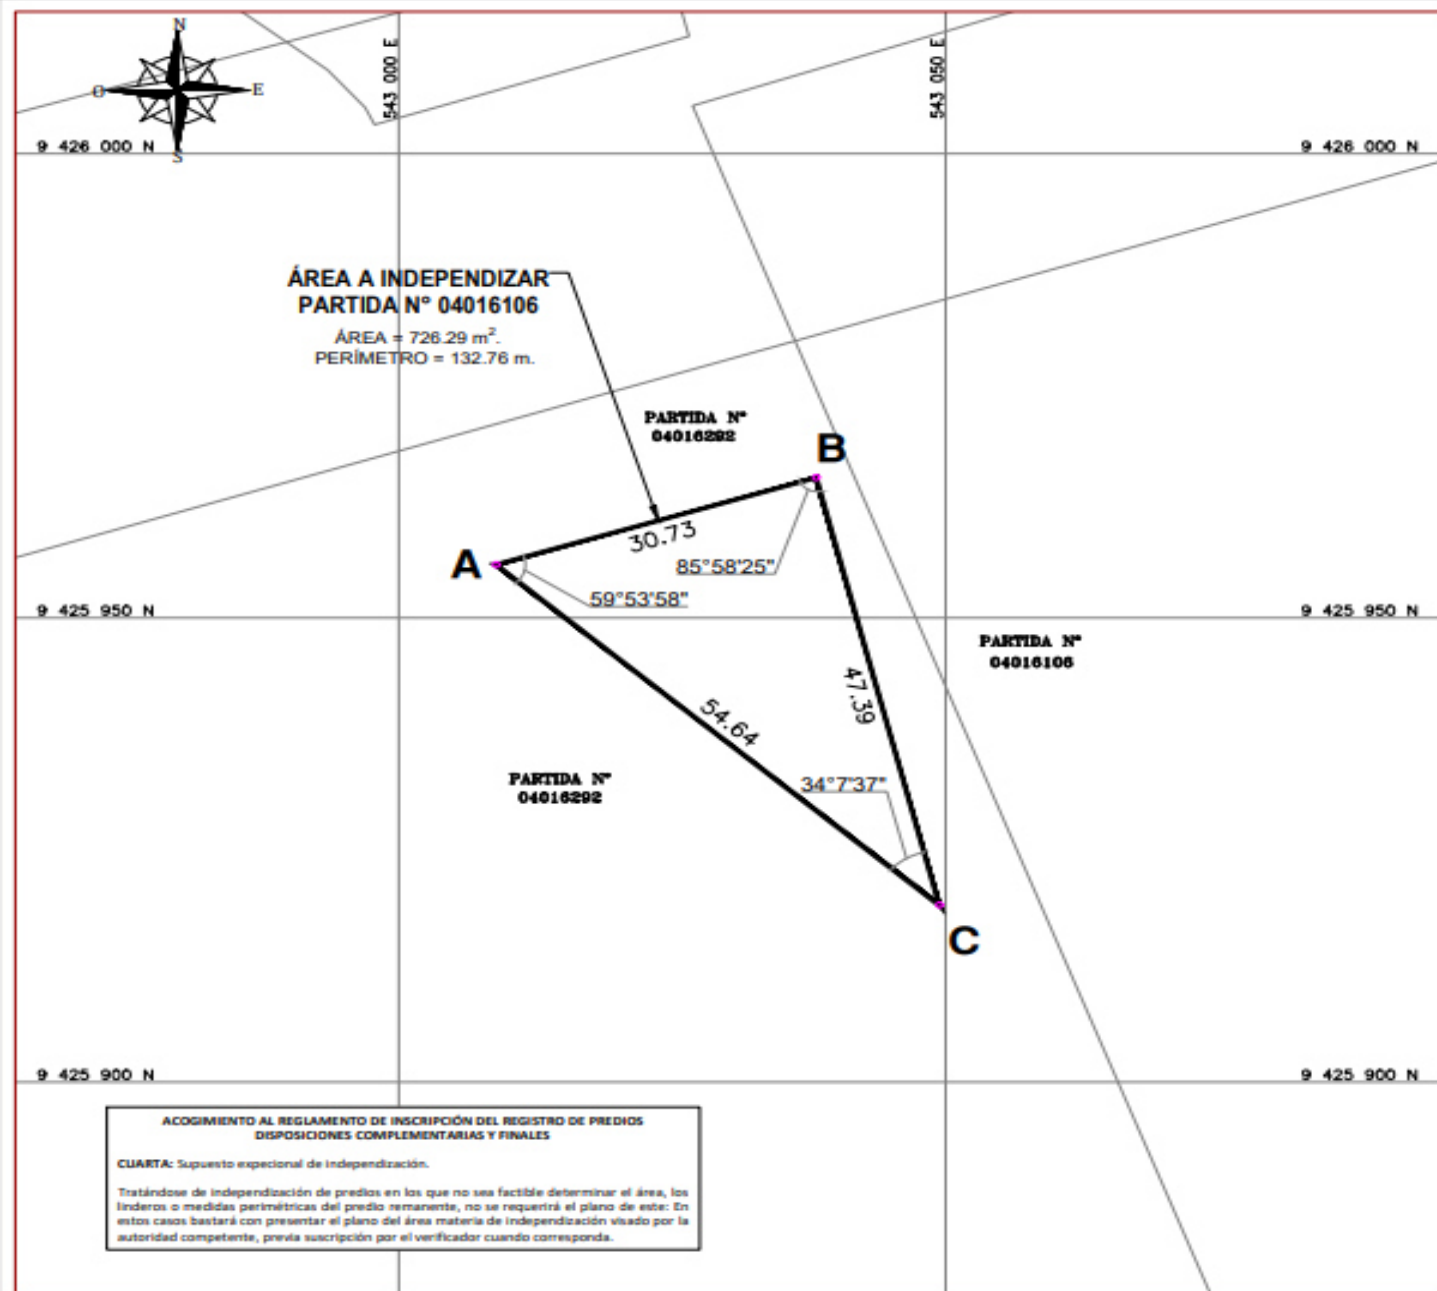 N
O
E
S
543 000 E
543 050 E
9 426 000 N
9 426 000 N
ÁREA A INDEPENDIZAR
PARTIDA N° 04016106
ÁREA = 726.29 m².
PERÍMETRO = 132.76 m.
PARTIDA N°
04016292
B
30.73
85°58'25"
A
59°53'58"
9 425 950 N
9 425 950 N
PARTIDA N°
04016106
47.39
54.64
PARTIDA N°
04016292
34°7'37"
C
9 425 900 N
9 425 900 N
ACOGIMIENTO AL REGLAMENTO DE INSCRIPCIÓN DEL REGISTRO DE PREDIOS
DISPOSICIONES COMPLEMENTARIAS Y FINALES
CUARTA: Supuesto expecional de independización.
Tratándose de independización de predios en los que no sea factible determinar el área, los
linderos o medidas perimétricas del predio remanente, no se requerirá el plano de este: En
estos casos bastará con presentar el plano del área materia de independización visado por la
autoridad competente, previa suscripción por el verificador cuando corresponda.